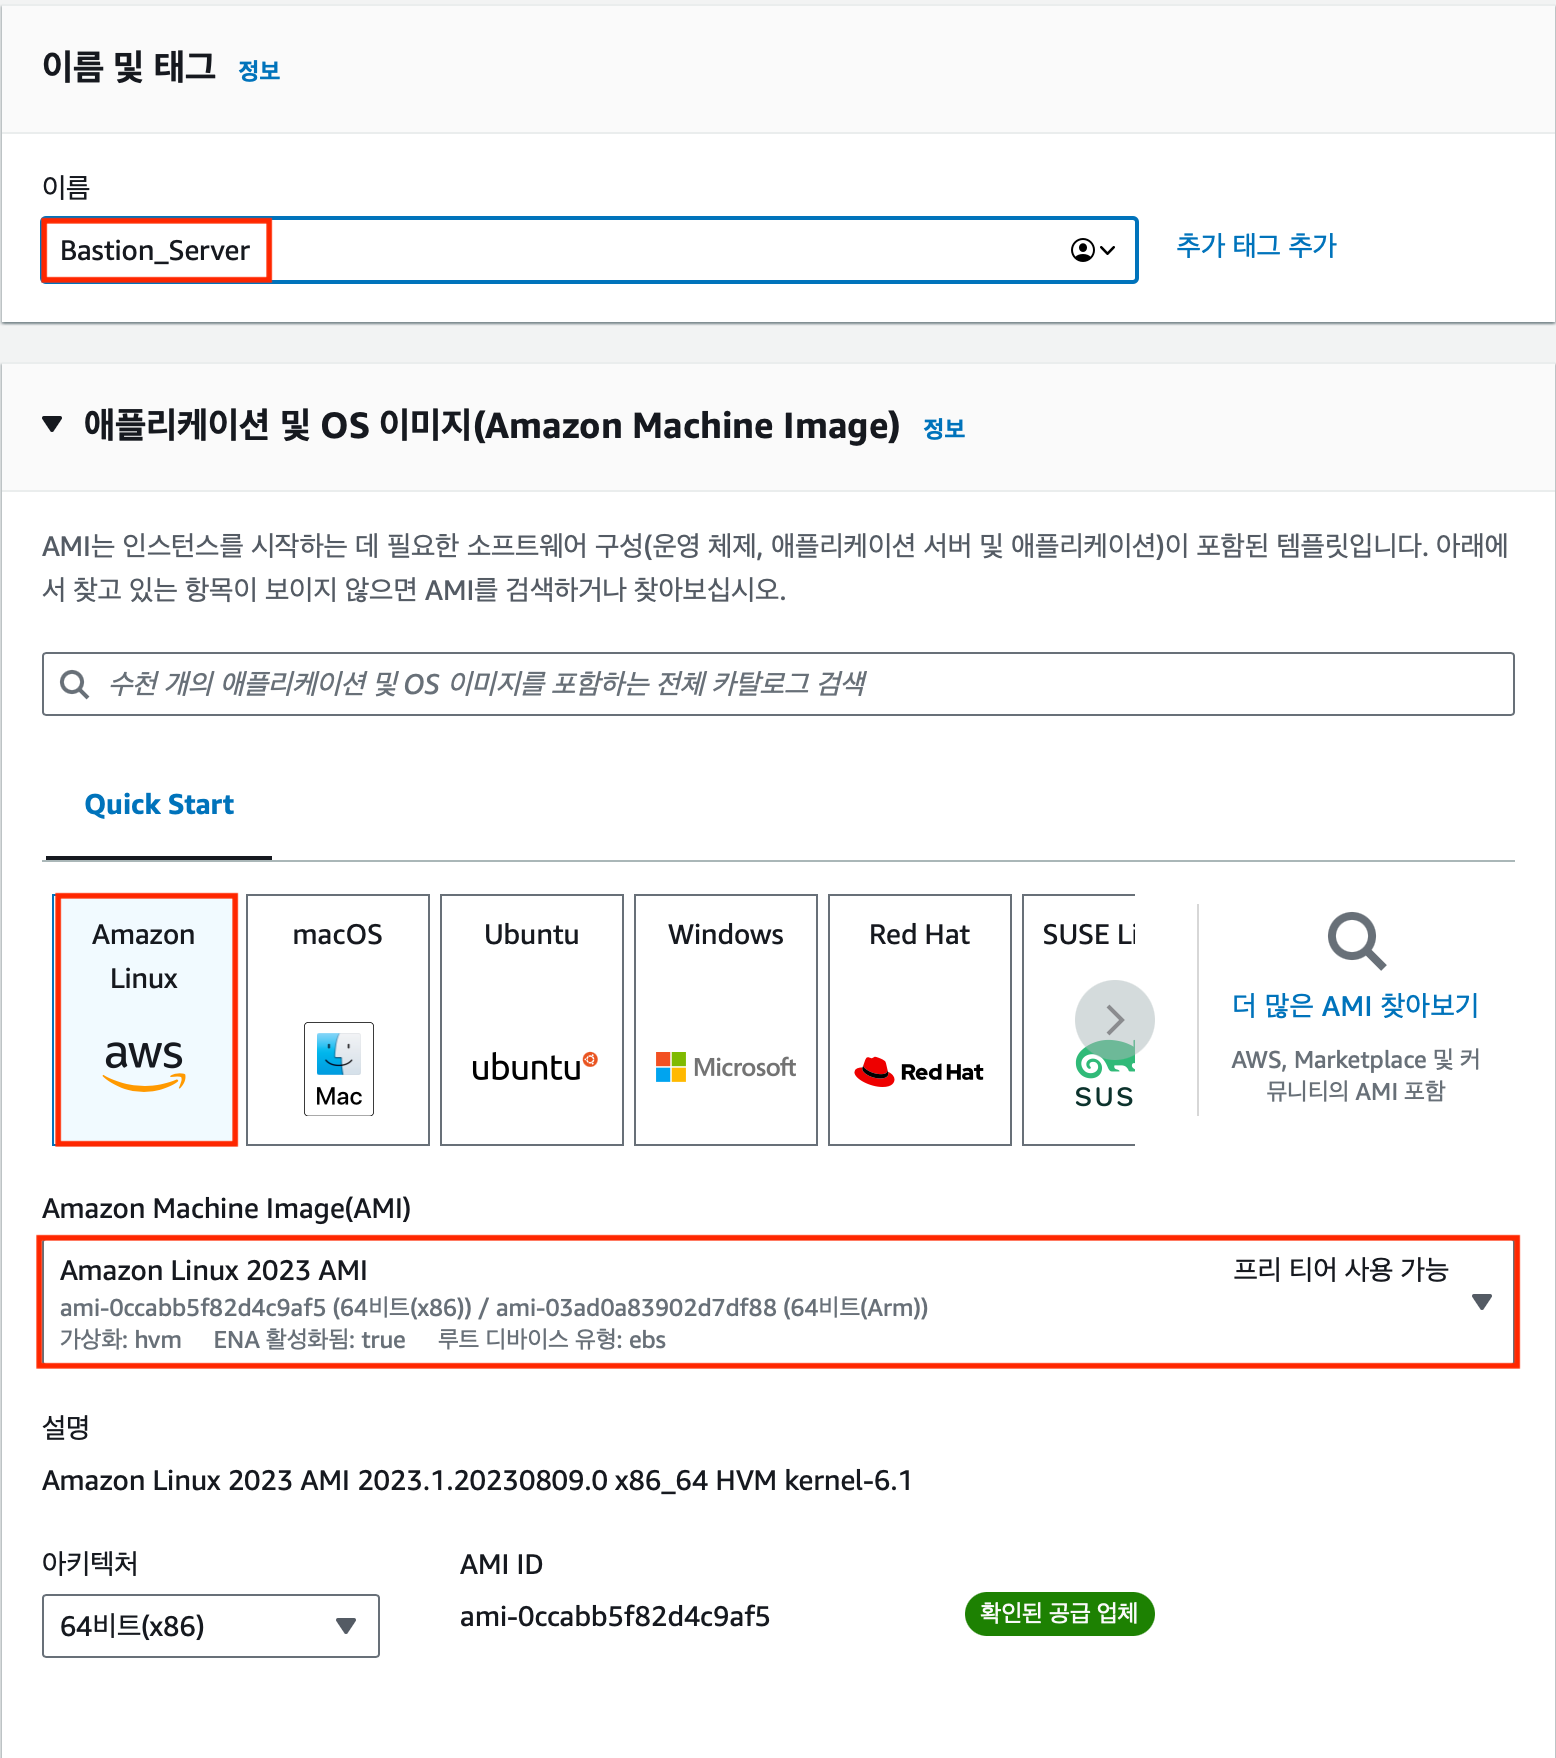 이름 및 태그 정보
이름
Bastion_Server
추가 태그 추가
애플리케이션 및 OS 이미지(Amazon Machine Image) 정보
AMI는 인스턴스를 시작하는 데 필요한 소프트웨어 구성(운영 체제, 애플리케이션 서버 및 애플리케이션)이 포함된 템플릿입니다. 아래에
서 찾고 있는 항목이 보이지 않으면 AMI를 검색하거나 찾아보십시오.
수천 개의 애플리케이션 및 OS 이미지를 포함하는 전체 카탈로그 검색
Quick Start
Amazon
Linux
aws
macOS
Mac
Ubuntu
ubuntu
Windows
Microsoft
Red Hat
Red Hat
SUSE Li
SUS
더 많은 AMI 찾아보기
AWS, Marketplace 및 커
뮤니티의 AMI 포함
Amazon Machine Image(AMI)
Amazon Linux 2023 AMI
프리 티어 사용 가능
ami-0ccabb5f82d4c9af5 (64비트(x86)) / ami-03ad0a83902d7df88 (64비트(Arm))
가상화: hvm ENA 활성화됨: true 루트 디바이스 유형: ebs
설명
Amazon Linux 2023 AMI 2023.1.20230809.0 x86_64 HVM kernel-6.1
아키텍처
64비트(x86)
AMI ID
ami-0ccabb5f82d4c9af5
확인된 공급 업체